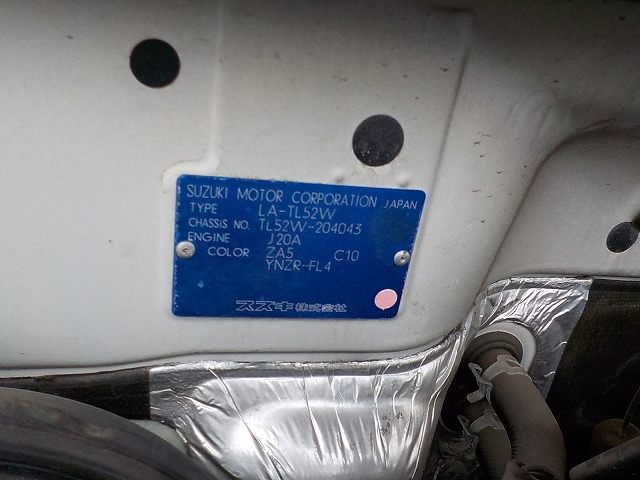 SUZUKI MOTOR CORPORATION JAPAN
TYPE LA-TL52W
CHASSIS NO. TL52W-204043
ENGINE J20A
COLOR ZA5 C10
YNZR-FL4
スズキ株式会社